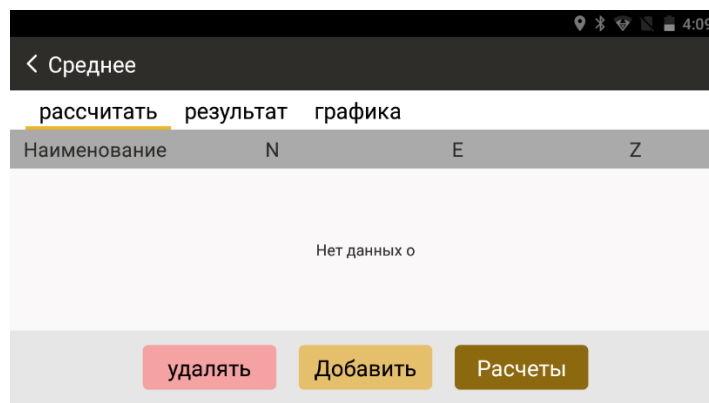 4:09
Среднее
рассчитать результат графика
Наименование N E Z
Нет данных о
удалять Добавить Расчеты